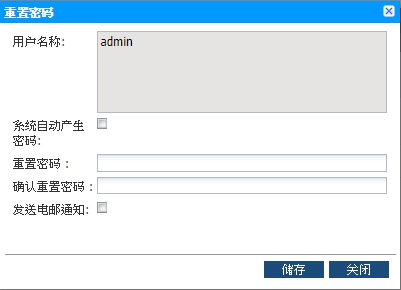 重置密码
用户名称:
admin
系统自动产生
密码:
重置密码 :
确认重置密码 :
发送电邮通知:
储存
关闭